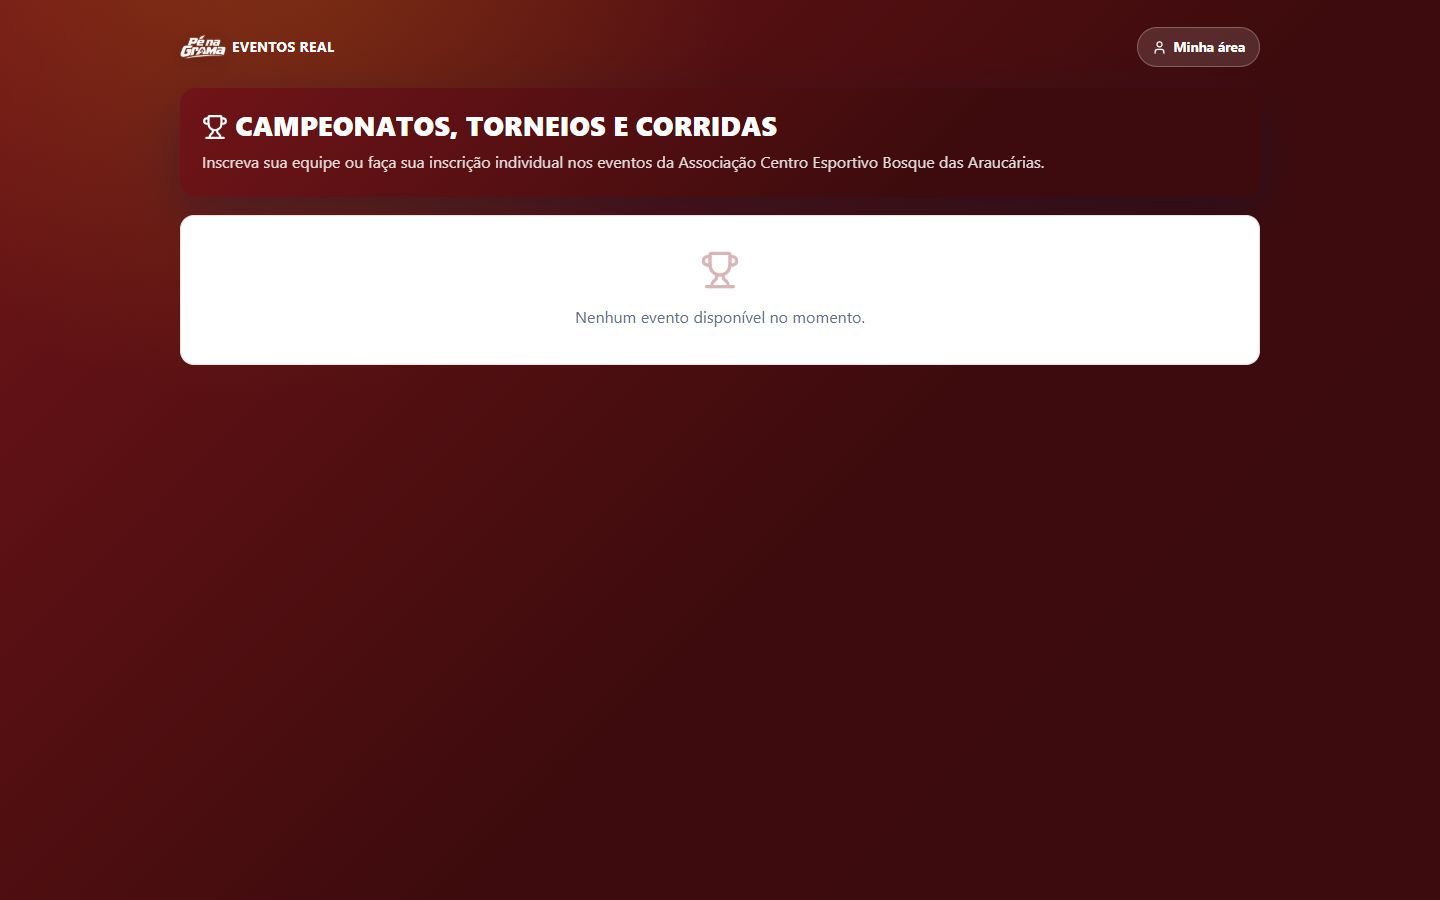 Pé na
Grama
EVENTOS REAL
Minha área
CAMPEONATOS, TORNEIOS E CORRIDAS
Inscreva sua equipe ou faça sua inscrição individual nos eventos da Associação Centro Esportivo Bosque das Araucárias.
Nenhum evento disponível no momento.